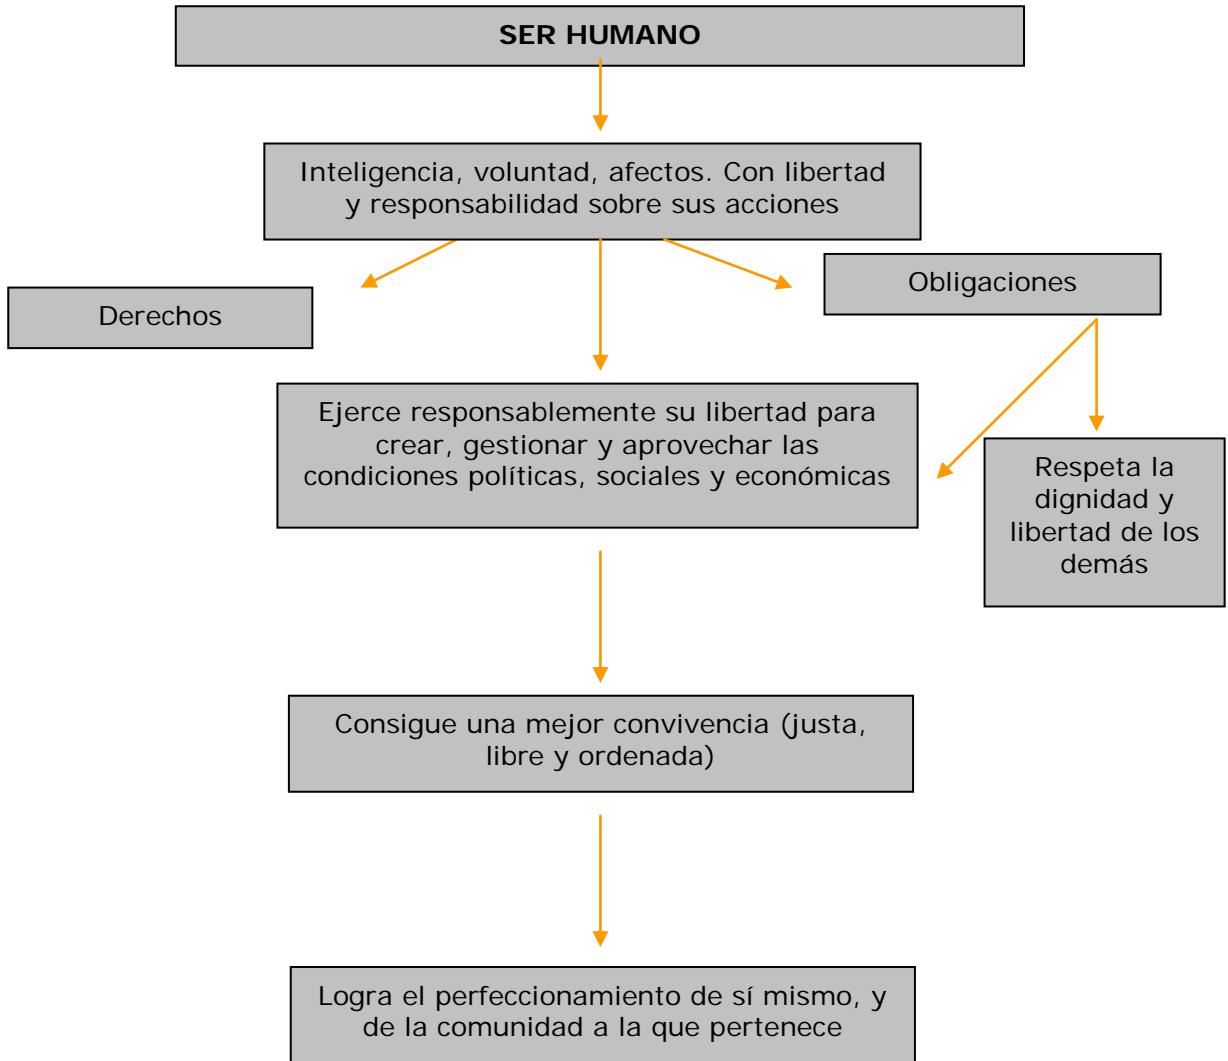 SER HUMANO
Inteligencia, voluntad, afectos. Con libertad
y responsabilidad sobre sus acciones
Obligaciones
Derechos
Ejerce responsablemente su libertad para
crear, gestionar y aprovechar las
condiciones políticas, sociales y económicas
Respeta la
dignidad y
libertad de los
demás
Consigue una mejor convivencia (justa,
libre y ordenada)
Logra el perfeccionamiento de sí mismo, y
de la comunidad a la que pertenece